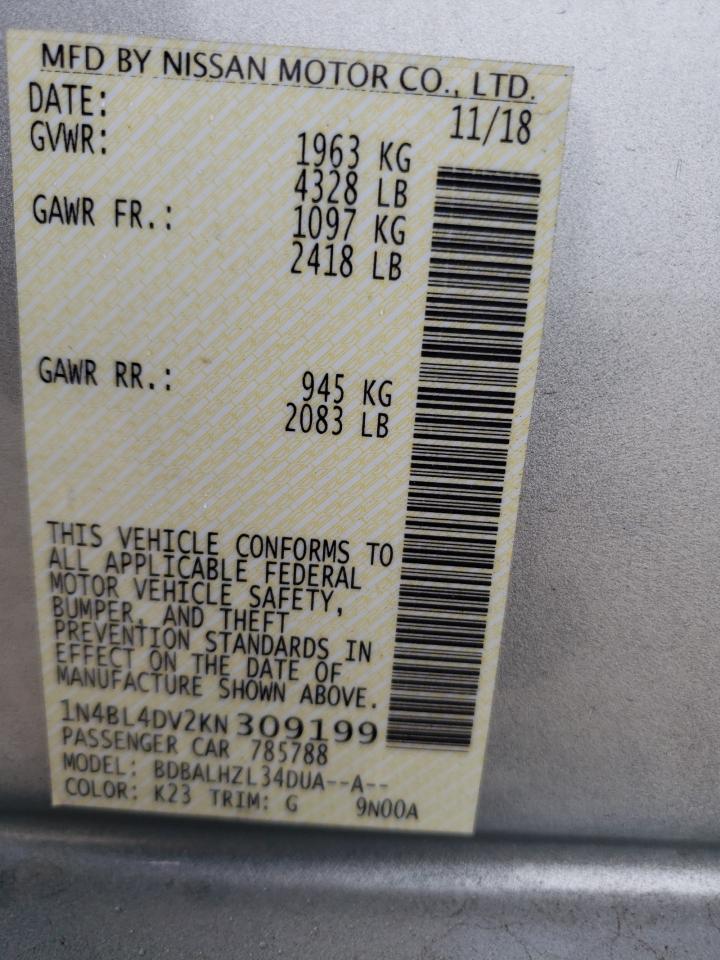 MFD BY NISSAN MOTOR CO., LTD.
DATE: 11/18
GVWR: 1963 KG
4328 LB
GAWR FR.: 1097 KG
2418 LB
GAWR RR.: 945 KG
2083 LB
THIS VEHICLE CONFORMS TO
ALL APPLICABLE FEDERAL
MOTOR VEHICLE SAFETY,
BUMPER, AND THEFT
PREVENTION STANDARDS IN
EFFECT ON THE DATE OF
MANUFACTURE SHOWN ABOVE.
1N4BL4DV2KN309199
PASSENGER CAR 785788
MODEL: BDBALHZL34DUA--A--
COLOR: K23 TRIM: G 9N00A